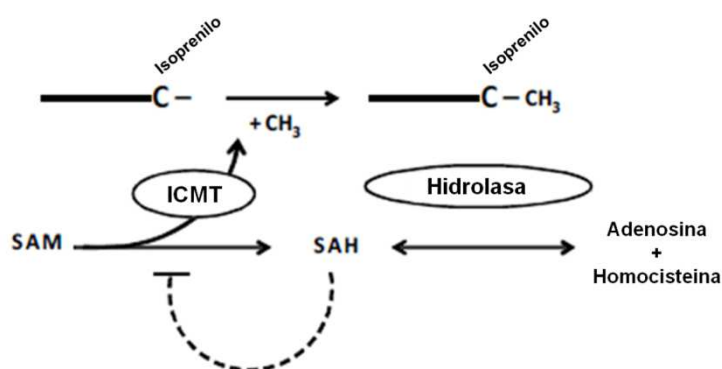 Isoprenilo
Isoprenilo
C –
C – CH₃
+ CH₃
ICMT
Hidrolasa
SAM
SAH
Adenosina
+
Homocisteina